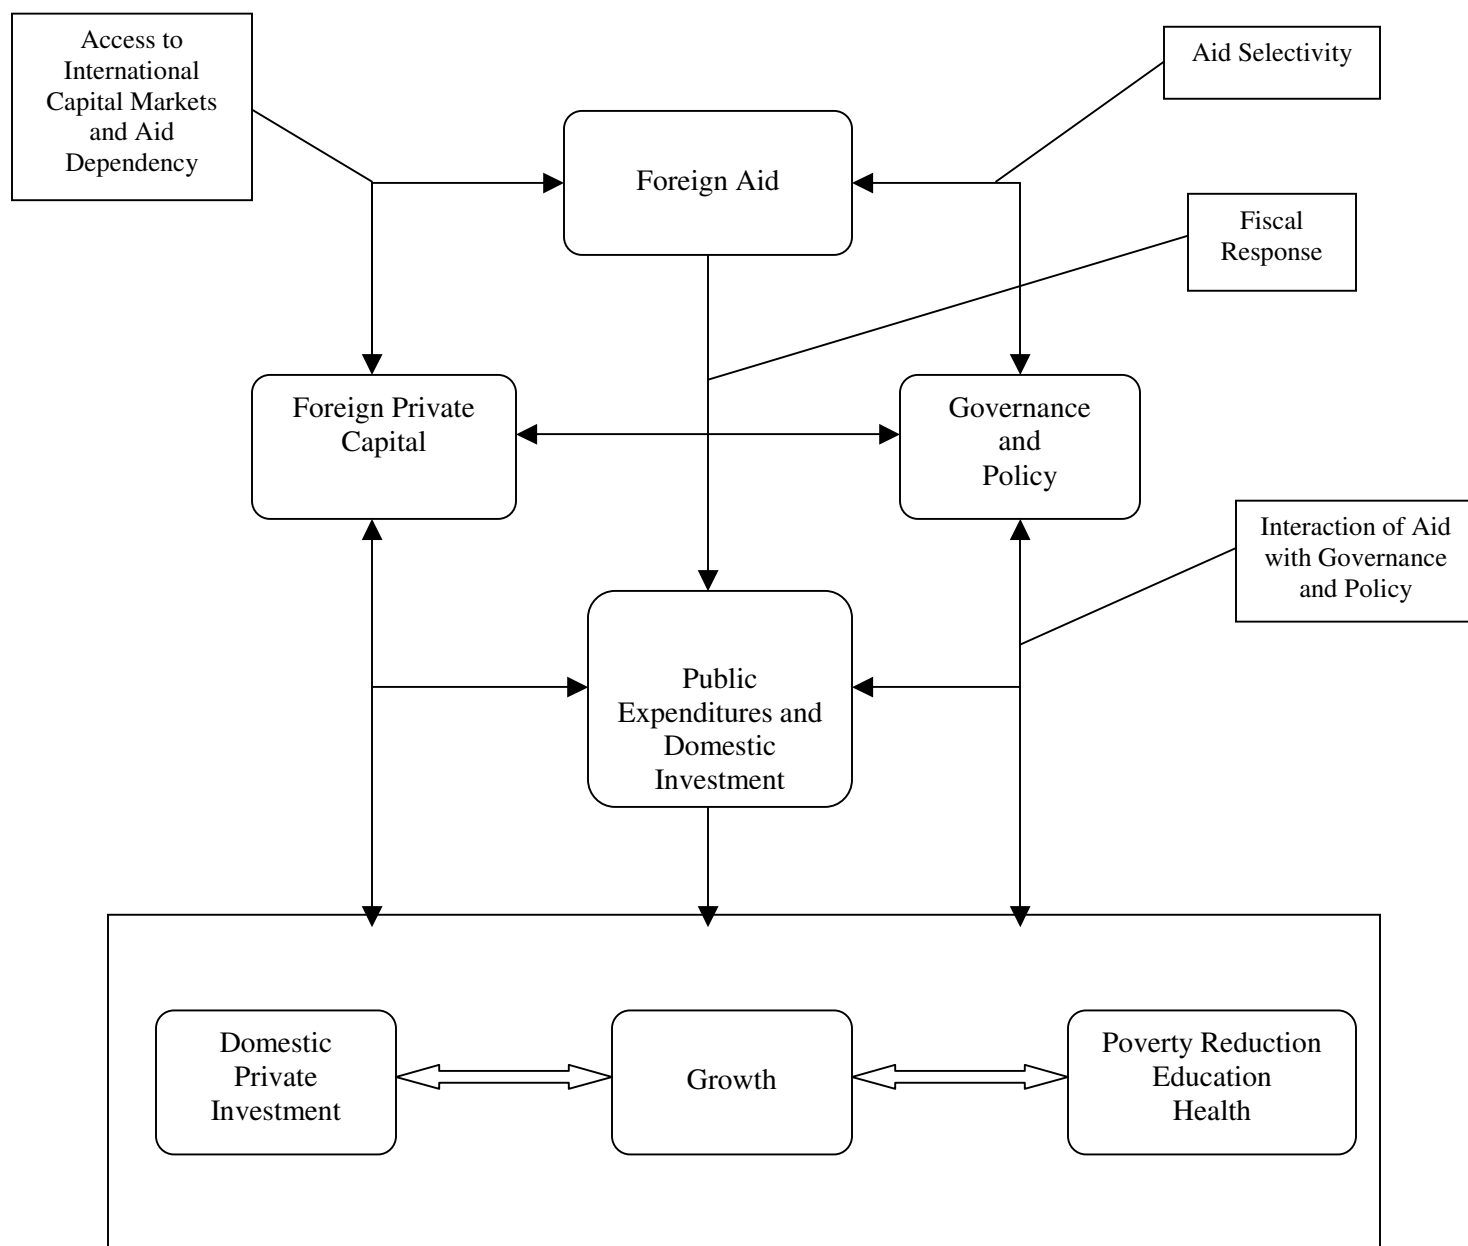 Access to
International
Capital Markets
and Aid
Dependency
Aid Selectivity
Foreign Aid
Fiscal
Response
Foreign Private
Capital
Governance
and
Policy
Interaction of Aid
with Governance
and Policy
Public
Expenditures and
Domestic
Investment
Domestic
Private
Investment
Growth
Poverty Reduction
Education
Health